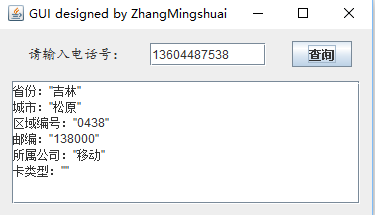 GUI designed by ZhangMingshuai
请输入电话号： 13604487538 查询
省份："吉林"
城市："松原"
区域编号："0438"
邮编："138000"
所属公司："移动"
卡类型：""